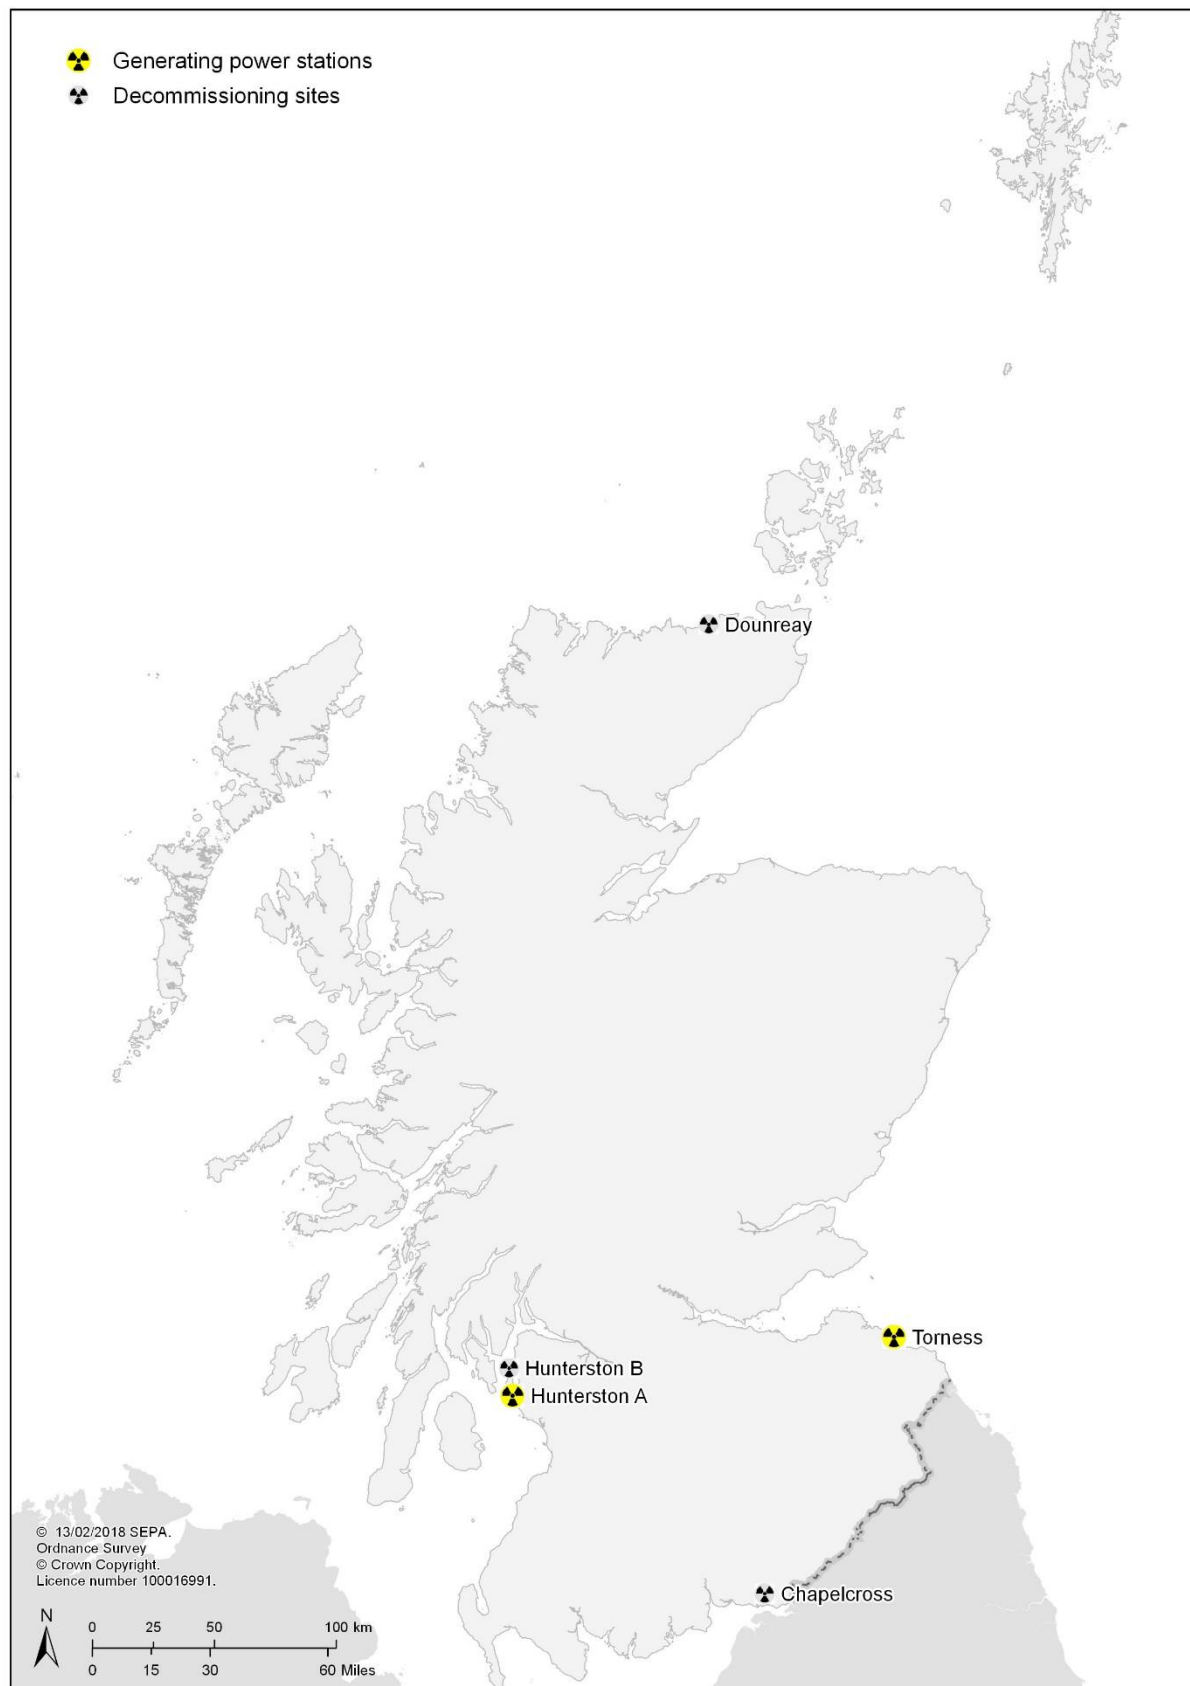 Generating power stations
Decommissioning sites
Dounreay
Torness
Hunterston B
Hunterston A
Chapelcross
© 13/02/2018 SEPA.
Ordnance Survey
© Crown Copyright.
Licence number 100016991.
N
0 25 50 100 km
0 15 30 60 Miles